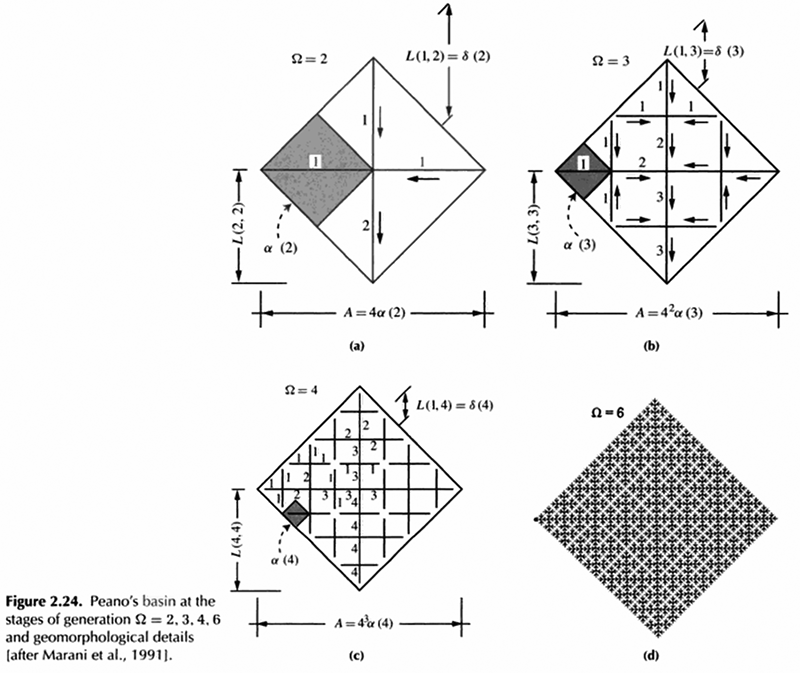 Ω = 2
L(1, 2) = δ (2)
1
1
1
2
α (2)
L(2, 2)
A = 4α (2)
(a)
Ω = 3
L(1, 3)=δ (3)
1
1
1
1
2
1
2
3
1
3
α (3)
L(3, 3)
A = 4²α (3)
(b)
Ω = 4
L(1, 4) = δ(4)
2
2
3
2
1
1
1
1
1
1
1
2
1
3
1
2
3
1
3
4
3
4
4
4
α (4)
L(4, 4)
A = 4³α (4)
(c)
Ω = 6
(d)
Figure 2.24. Peano's basin at the
stages of generation Ω = 2, 3, 4, 6
and geomorphological details
[after Marani et al., 1991].